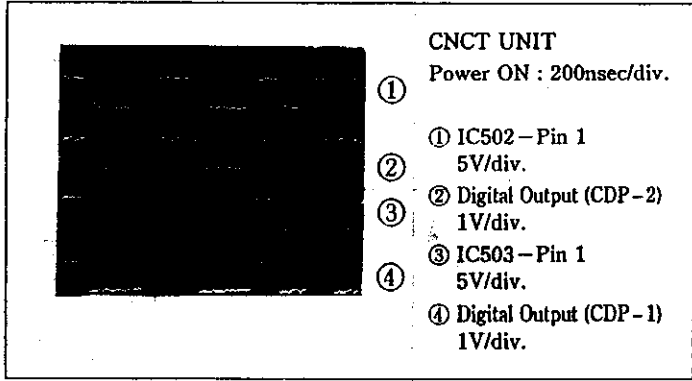 CNCT UNIT
Power ON : 200nsec/div.
①
②
③
④
① IC502－Pin 1
5V/div.
② Digital Output (CDP－2)
1V/div.
③ IC503－Pin 1
5V/div.
④ Digital Output (CDP－1)
1V/div.